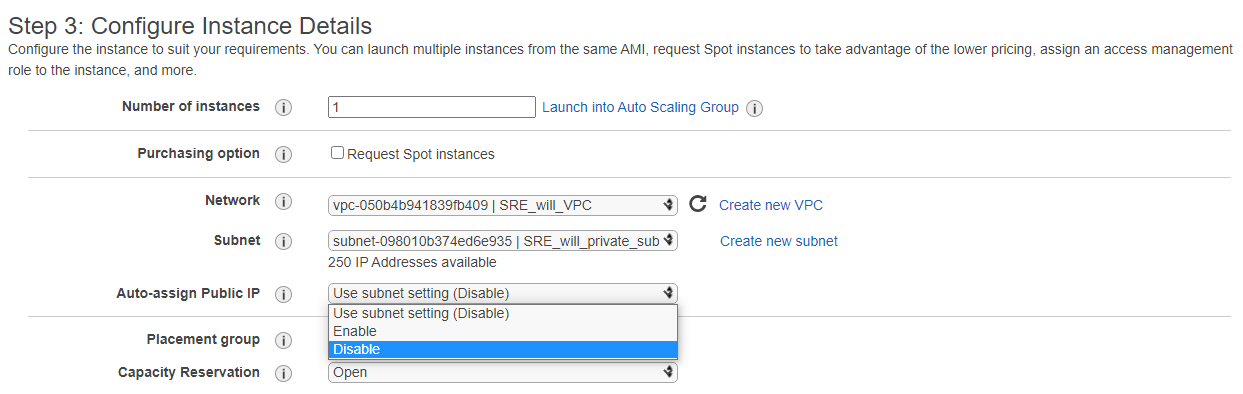 Step 3: Configure Instance Details
Configure the instance to suit your requirements. You can launch multiple instances from the same AMI, request Spot instances to take advantage of the lower pricing, assign an access management
role to the instance, and more.
Number of instances i 1 Launch into Auto Scaling Group i
Purchasing option i Request Spot instances
Network i vpc-050b4b941839fb409 | SRE_will_VPC Create new VPC
Subnet i subnet-098010b374ed6e935 | SRE_will_private_sub Create new subnet
250 IP Addresses available
Auto-assign Public IP i Use subnet setting (Disable)
Use subnet setting (Disable)
Enable
Placement group i
Disable
Capacity Reservation i Open